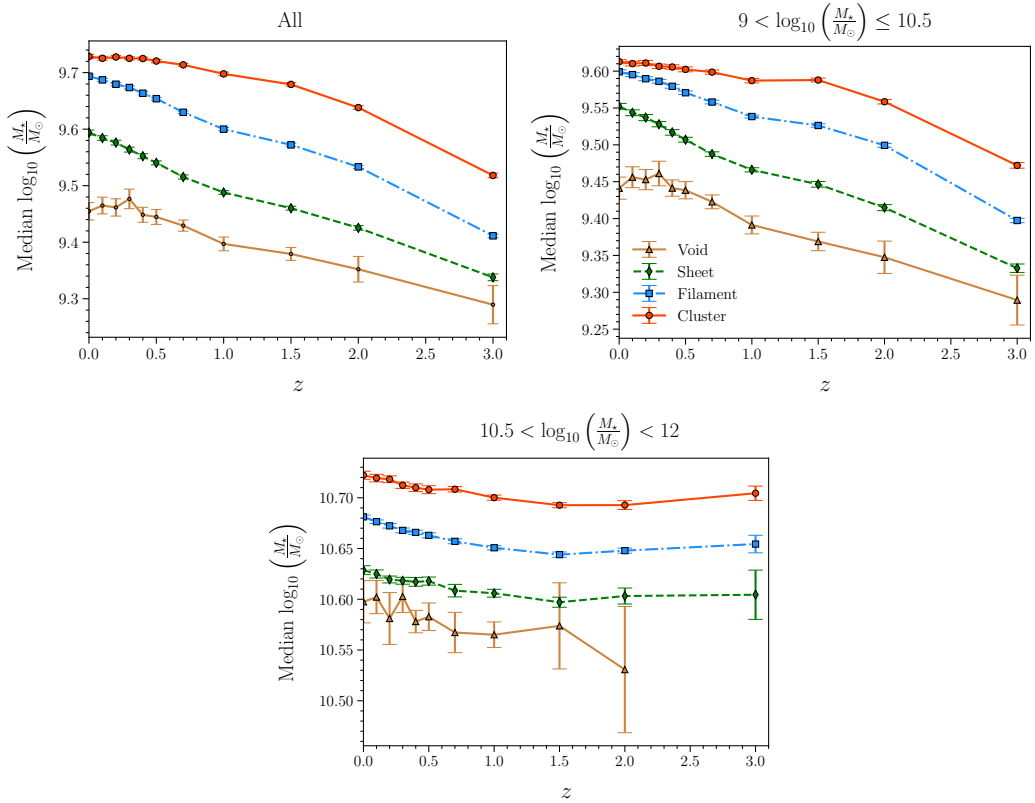 All
Median log₁₀ (M⋆/M⊙)
9.7
9.6
9.5
9.4
9.3
0.0 0.5 1.0 1.5 2.0 2.5 3.0
z
9 < log₁₀ (M⋆/M⊙) ≤ 10.5
Median log₁₀ (M⋆/M⊙)
9.60
9.55
9.50
9.45
9.40
9.35
9.30
9.25
Void
Sheet
Filament
Cluster
0.0 0.5 1.0 1.5 2.0 2.5 3.0
z
10.5 < log₁₀ (M⋆/M⊙) < 12
Median log₁₀ (M⋆/M⊙)
10.70
10.65
10.60
10.55
10.50
0.0 0.5 1.0 1.5 2.0 2.5 3.0
z